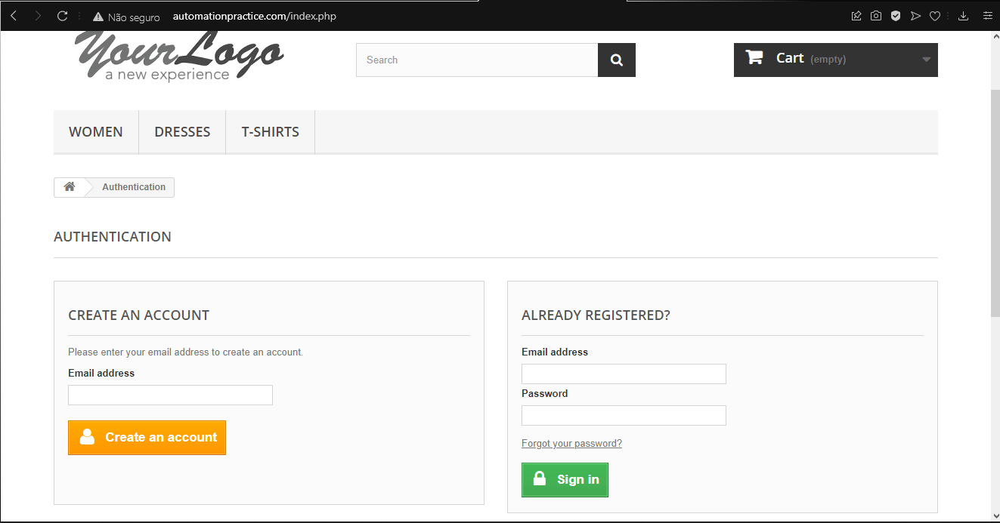 Não seguro automationpractice.com/index.php
YourLogo
a new experience
Search
Cart (empty)
WOMEN DRESSES T-SHIRTS
Authentication
AUTHENTICATION
CREATE AN ACCOUNT
Please enter your email address to create an account.
Email address
Create an account
ALREADY REGISTERED?
Email address
Password
Forgot your password?
Sign in